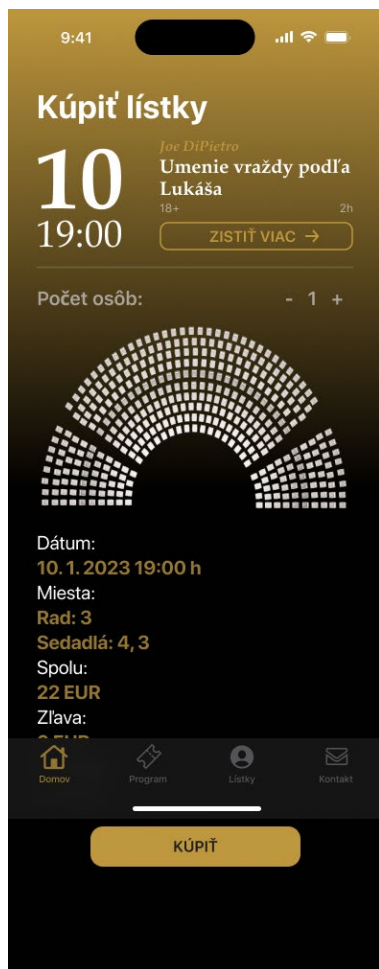 9:41
Kúpiť lístky
Joe DiPietro
10
Umenie vraždy podľa
Lukáša
18+ 2h
19:00
ZISTIŤ VIAC →
Počet osôb: - 1 +
Dátum:
10. 1. 2023 19:00 h
Miesta:
Rad: 3
Sedadlá: 4, 3
Spolu:
22 EUR
Zľava:
Domov Program Lístky Kontakt
KÚPIŤ